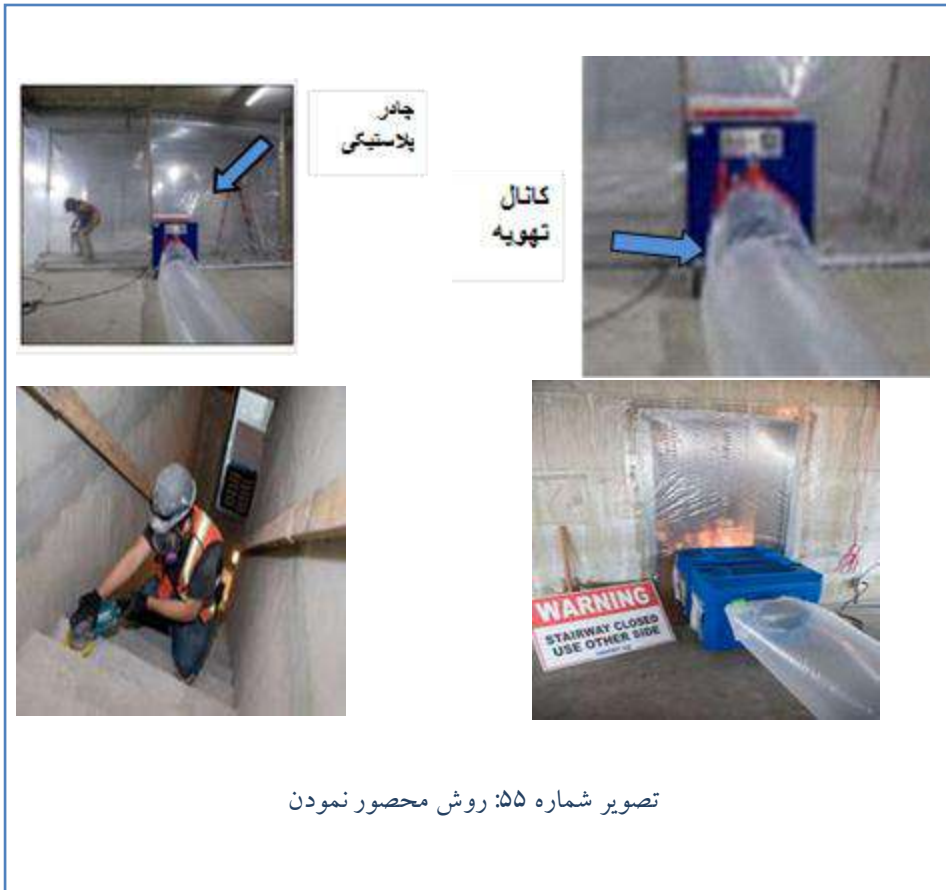 چادر
پلاستیکی
کانال
تهویه
WARNING
STAIRWAY CLOSED
USE OTHER SIDE
تصویر شماره ۵۵: روش محصور نمودن